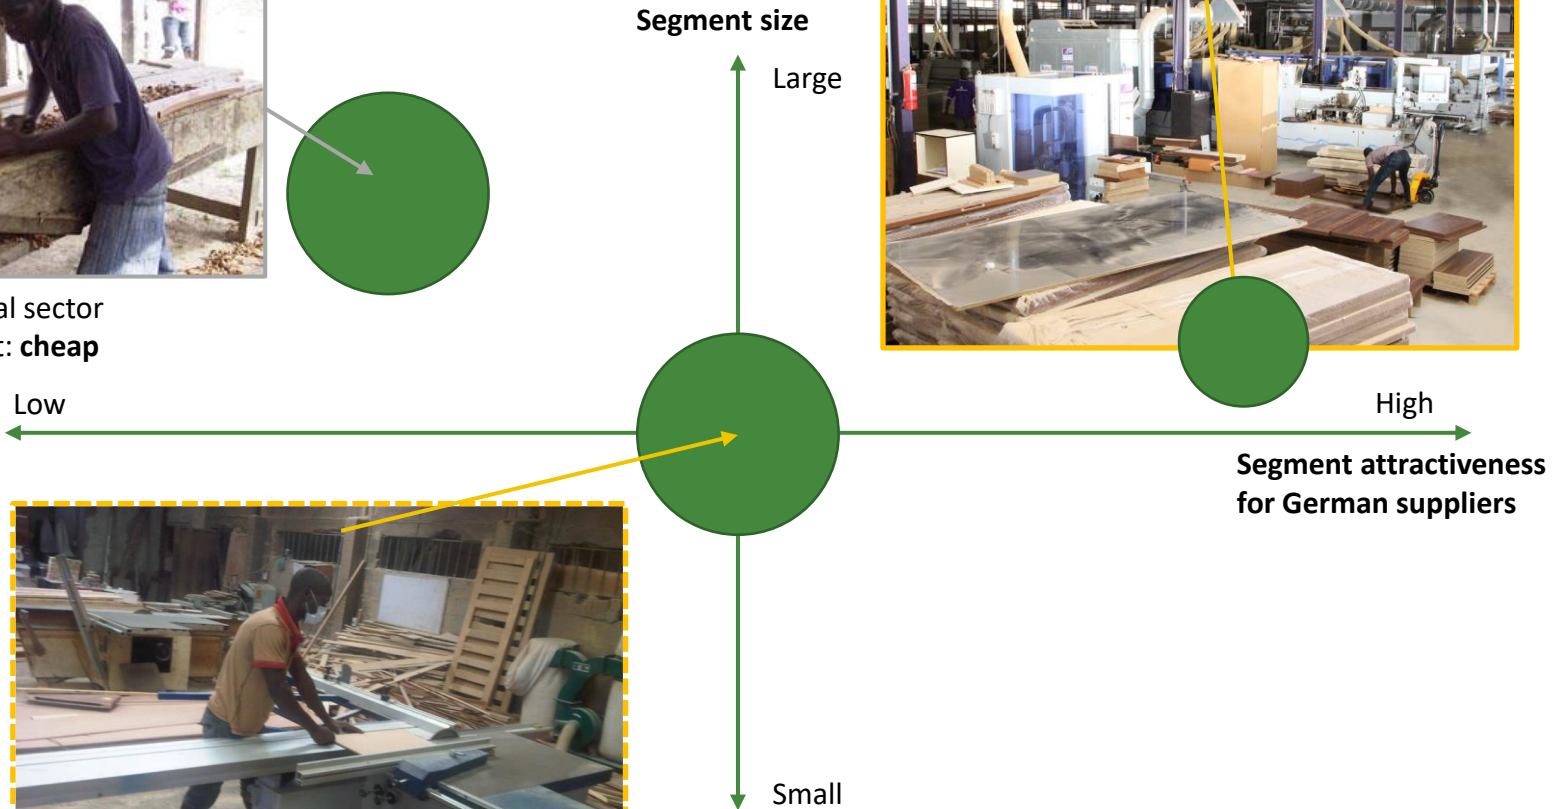 Segment size
Large
al sector
t: cheap
Low
High
Segment attractiveness
for German suppliers
Small